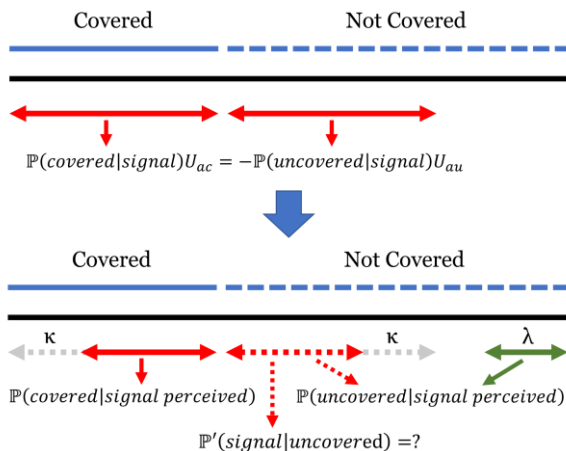 Covered Not Covered
ℙ(covered|signal)U_ac = −ℙ(uncovered|signal)U_au
Covered Not Covered
κ κ λ
ℙ(covered|signal perceived) ℙ(uncovered|signal perceived)
ℙ′(signal|uncovered) =?